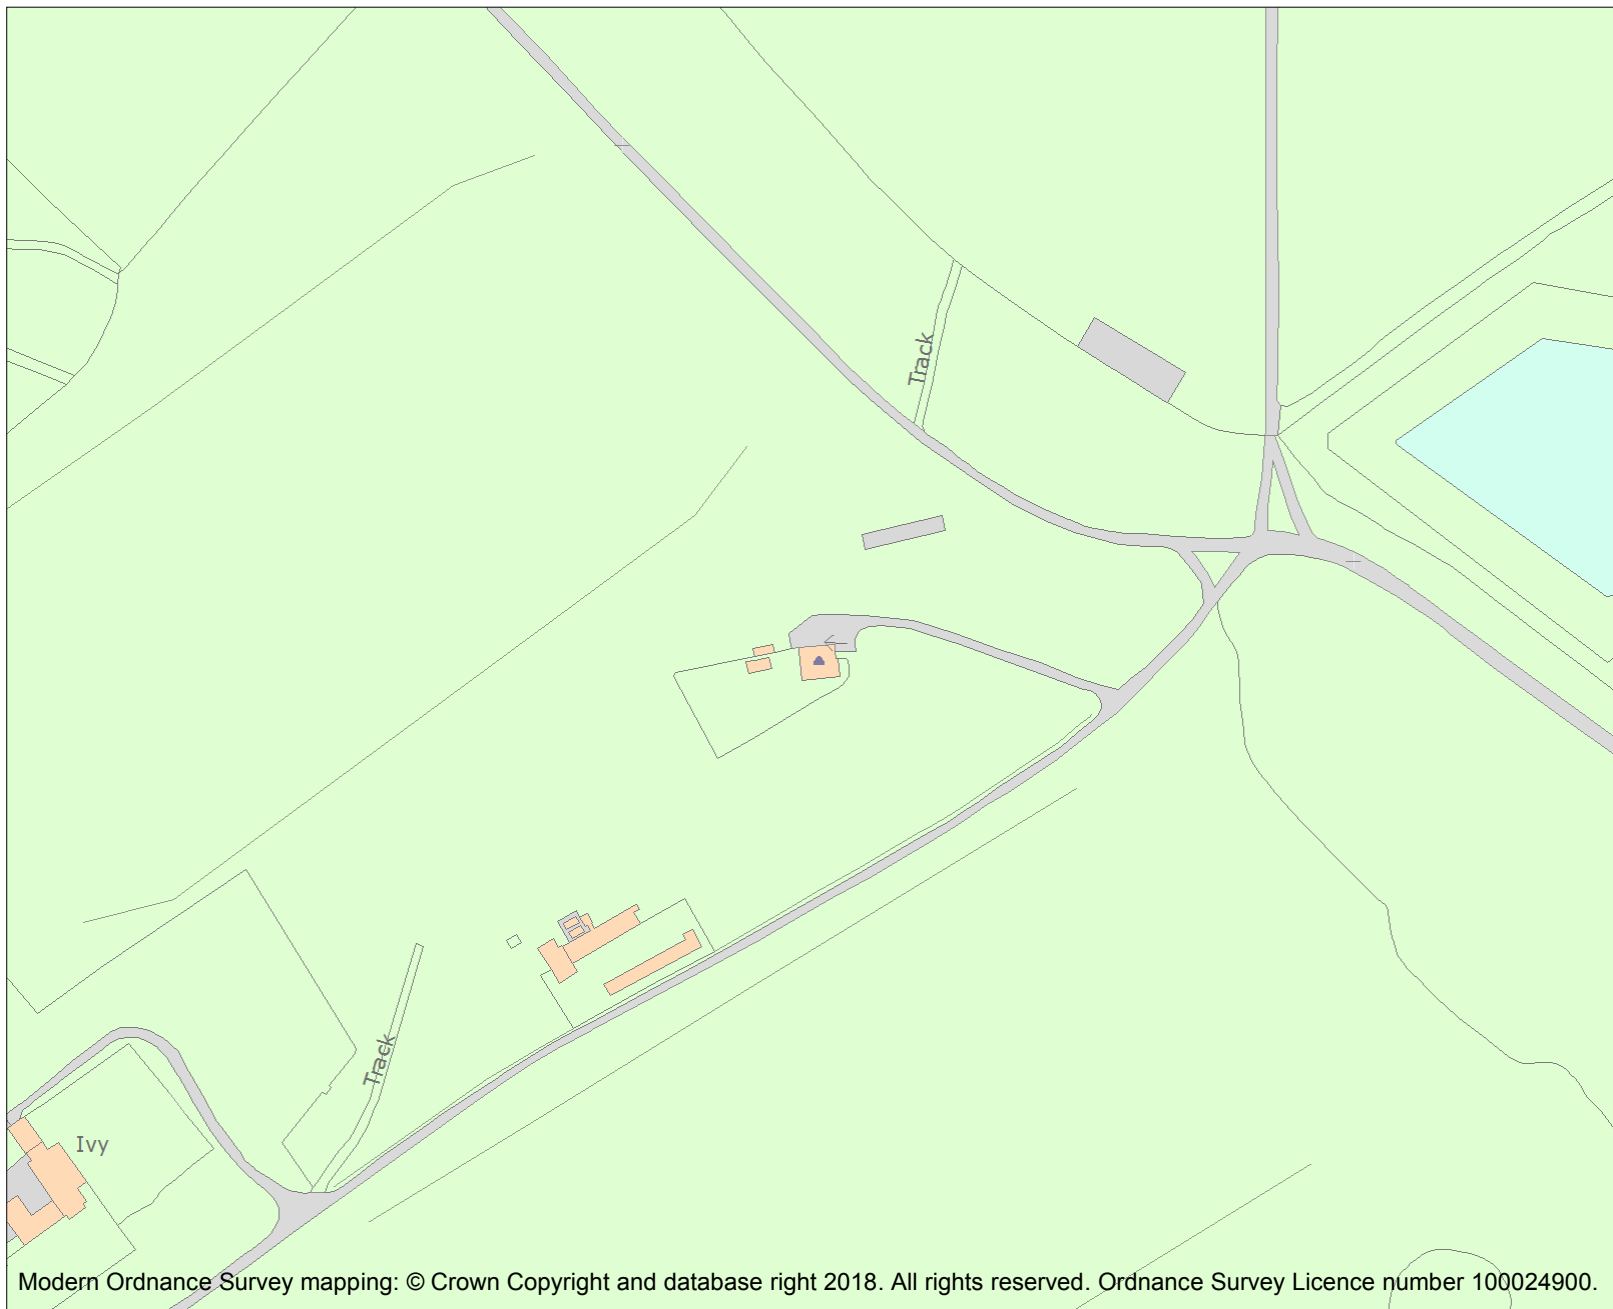 Track
Track
Ivy
Modern Ordnance Survey mapping: © Crown Copyright and database right 2018. All rights reserved. Ordnance Survey Licence number 100024900.